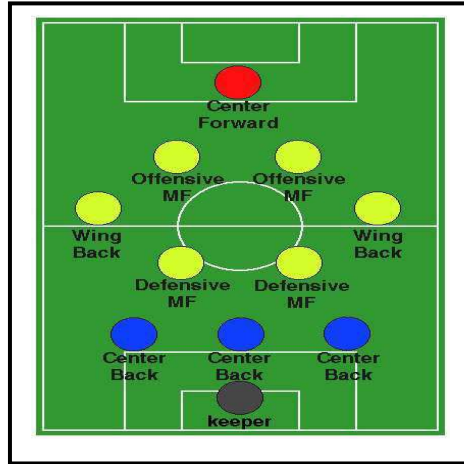 Center
Forward
Offensive
MF
Offensive
MF
Wing
Back
Wing
Back
Defensive
MF
Defensive
MF
Center
Back
Center
Back
Center
Back
keeper